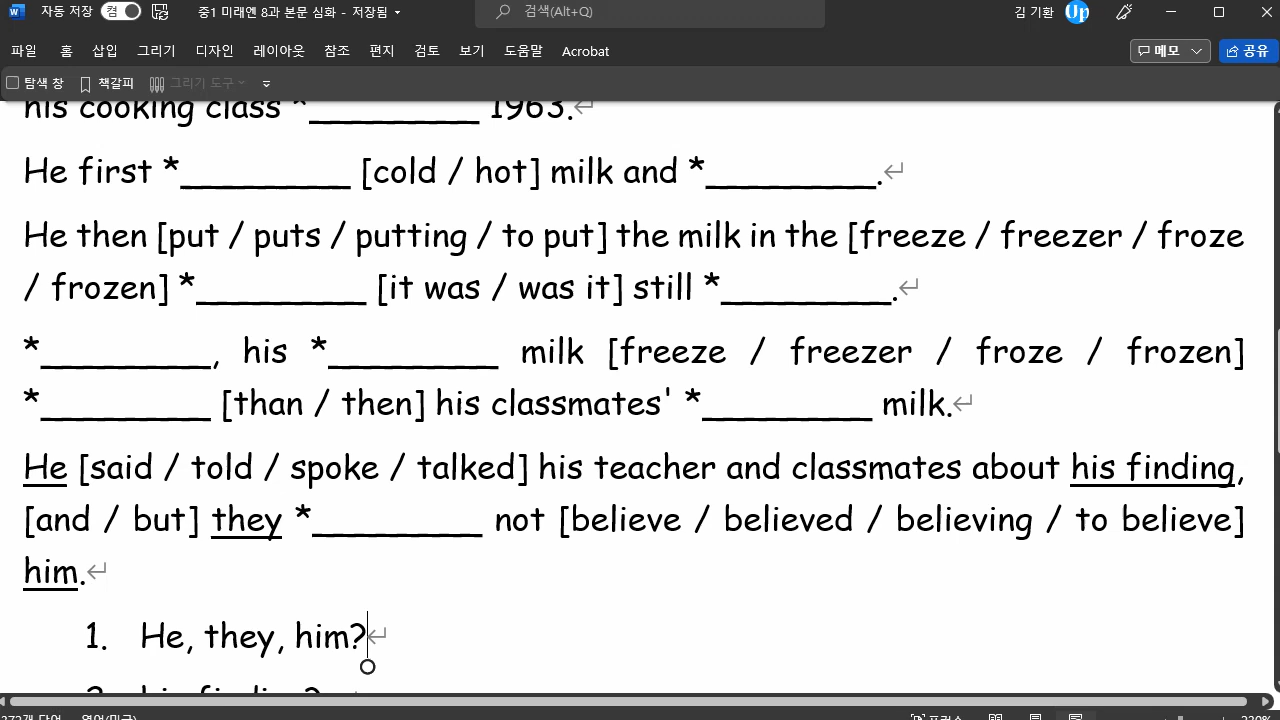 자동 저장 켬 중1 미래엔 8과 본문 심화 - 저장됨 검색(Alt+Q) 김 기환 Up
파일 홈 삽입 그리기 디자인 레이아웃 참조 편지 검토 보기 도움말 Acrobat 메모 공유
탐색 창 책갈피 그리기 도구
his cooking class *________ 1963.
He first *________ [cold / hot] milk and *________.
He then [put / puts / putting / to put] the milk in the [freeze / freezer / froze
/ frozen] *________ [it was / was it] still *________.
*________, his *________ milk [freeze / freezer / froze / frozen]
*________ [than / then] his classmates' *________ milk.
He [said / told / spoke / talked] his teacher and classmates about his finding,
[and / but] they *________ not [believe / believed / believing / to believe]
him.
1. He, they, him?